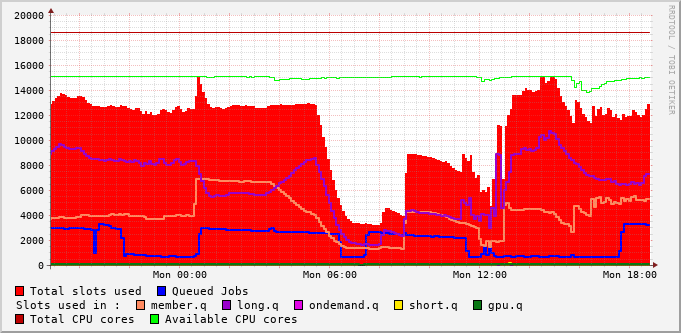 20000
18000
16000
14000
12000
10000
8000
6000
4000
2000
0
Mon 00:00 Mon 06:00 Mon 12:00 Mon 18:00
RRDTOOL / TOBI OETIKER
Total slots used Queued Jobs
Slots used in : member.q long.q ondemand.q short.q gpu.q
Total CPU cores Available CPU cores